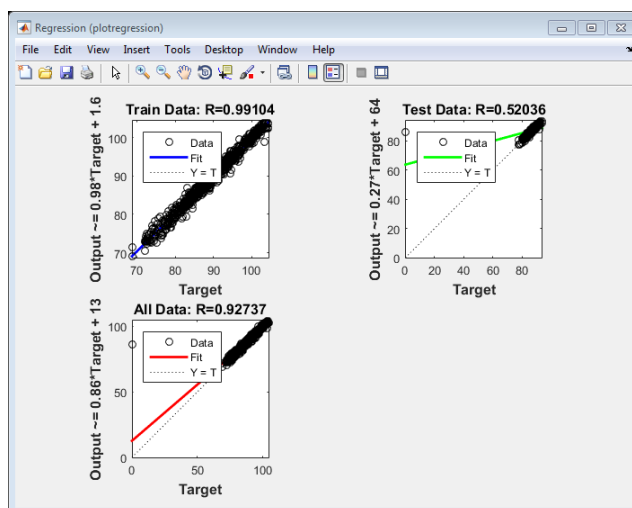 Regression (plotregression)
File Edit View Insert Tools Desktop Window Help
Train Data: R=0.99104
Output ~= 0.98*Target + 1.6
100
90
80
70
Data
Fit
Y = T
70 80 90 100
Target
Test Data: R=0.52036
Output ~= 0.27*Target + 64
80
60
40
20
0
Data
Fit
Y = T
0 20 40 60 80
Target
All Data: R=0.92737
Output ~= 0.86*Target + 13
100
50
0
Data
Fit
Y = T
0 50 100
Target